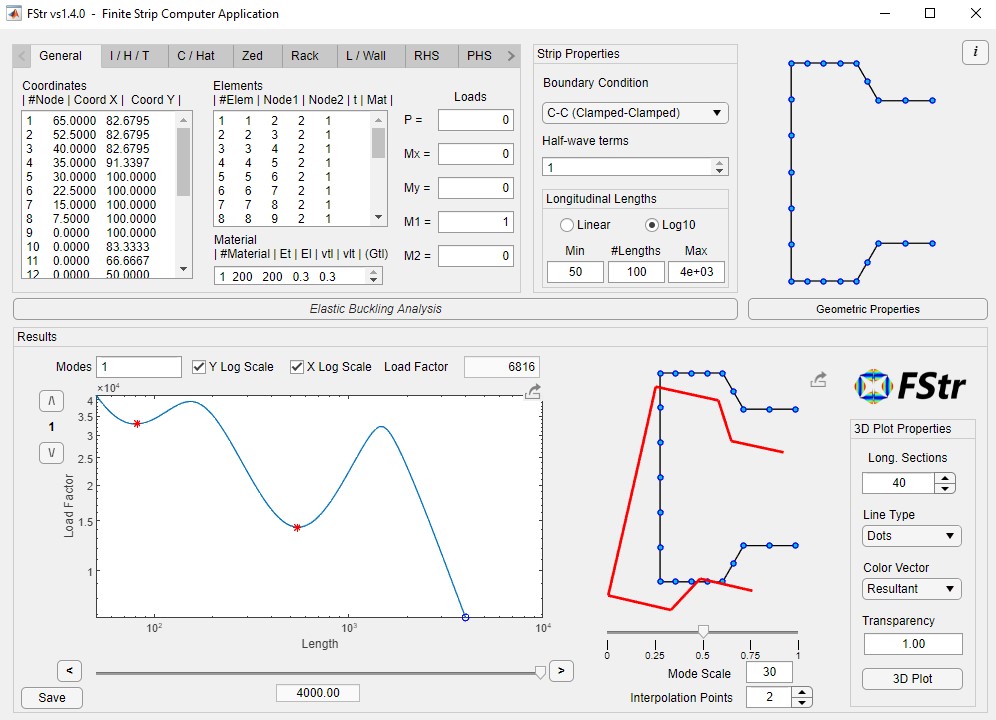 FStr vs1.4.0 - Finite Strip Computer Application
General I / H / T C / Hat Zed Rack L / Wall RHS PHS
Coordinates
| #Node | Coord X | Coord Y |
1 65.0000 82.6795
2 52.5000 82.6795
3 40.0000 82.6795
4 35.0000 91.3397
5 30.0000 100.0000
6 22.5000 100.0000
7 15.0000 100.0000
8 7.5000 100.0000
9 0.0000 100.0000
10 0.0000 83.3333
11 0.0000 66.6667
12 0.0000 50.0000
Elements
| #Elem | Node1 | Node2 | t | Mat |
1 1 2 2 1
2 2 3 2 1
3 3 4 2 1
4 4 5 2 1
5 5 6 2 1
6 6 7 2 1
7 7 8 2 1
8 8 9 2 1
Material
| #Material | Et | El | vtl | vlt | (Gtl)
1 200 200 0.3 0.3
Loads
P = 0
Mx = 0
My = 0
M1 = 1
M2 = 0
Strip Properties
Boundary Condition
C-C (Clamped-Clamped)
Half-wave terms
1
Longitudinal Lengths
Linear Log10
Min #Lengths Max
50 100 4e+03
i
Elastic Buckling Analysis
Geometric Properties
Results
Modes 1 Y Log Scale X Log Scale Load Factor 6816
/\
1
\/
×10⁴
4
3.5
3
2.5
2
1.5
1
Load Factor
10² 10³ 10⁴
Length
< >
Save
4000.00
0 0.25 0.5 0.75 1
Mode Scale 30
Interpolation Points 2
FStr
3D Plot Properties
Long. Sections
40
Line Type
Dots
Color Vector
Resultant
Transparency
1.00
3D Plot